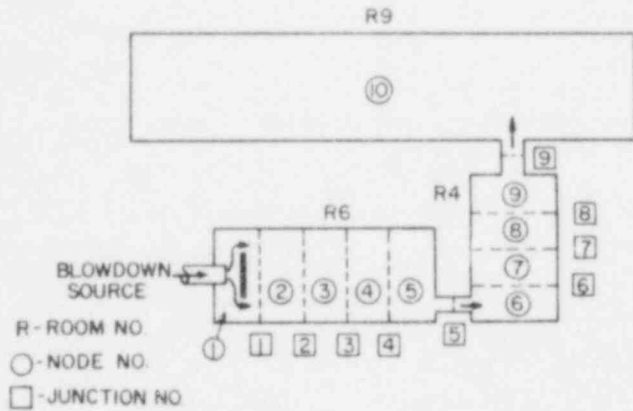 R9
10
9
R4
9
R6
8
8
7
BLOWDOWN
SOURCE
2
3
4
5
7
6
6
R-ROOM NO.
1
1
2
3
4
5
○-NODE NO.
□-JUNCTION NO.